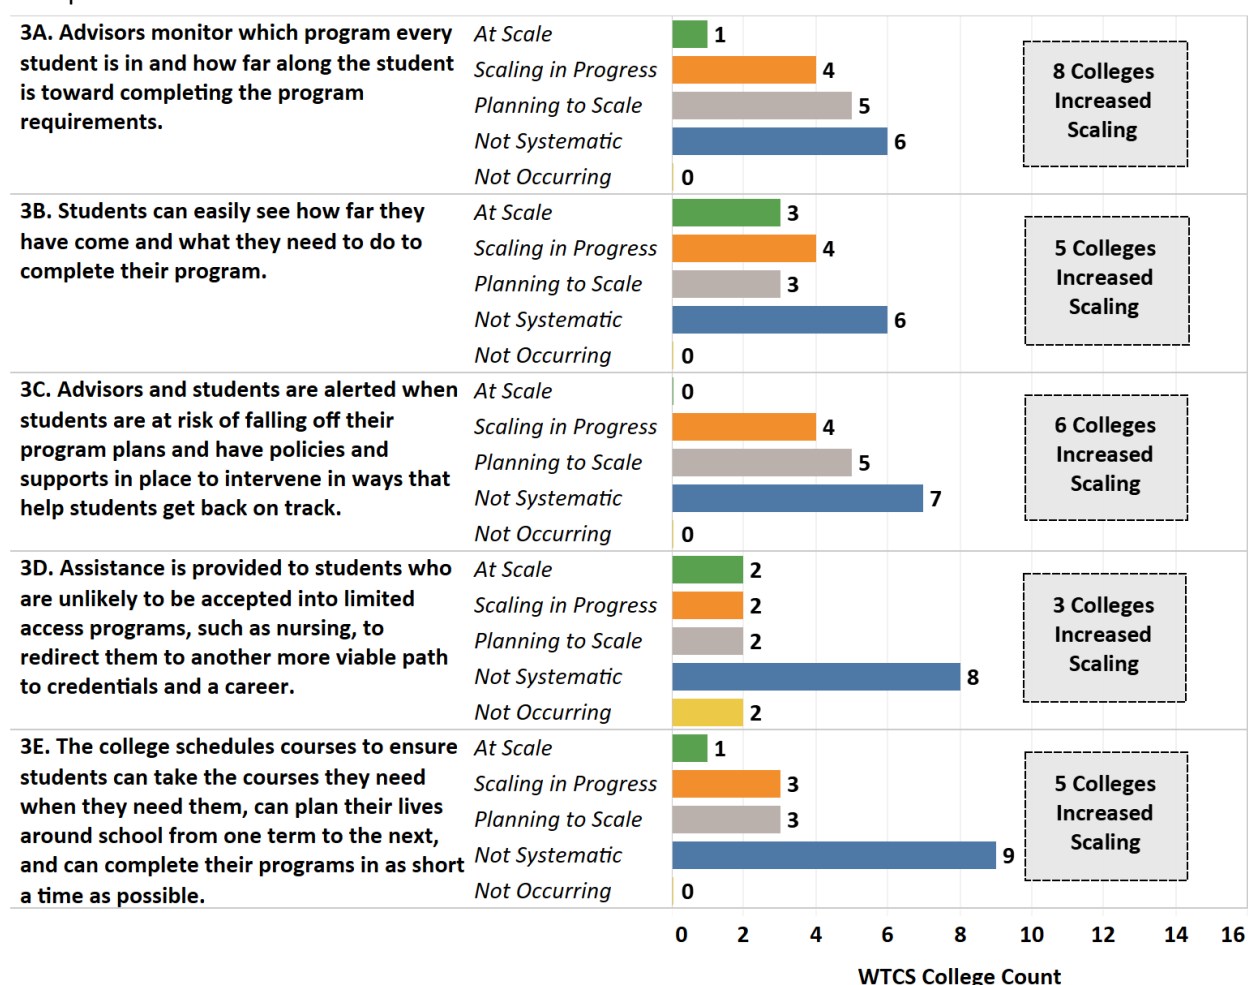 3A. Advisors monitor which program every
student is in and how far along the student
is toward completing the program
requirements.
At Scale
1
Scaling in Progress
4
Planning to Scale
5
Not Systematic
6
Not Occurring
0
8 Colleges
Increased
Scaling
3B. Students can easily see how far they
have come and what they need to do to
complete their program.
At Scale
3
Scaling in Progress
4
Planning to Scale
3
Not Systematic
6
Not Occurring
0
5 Colleges
Increased
Scaling
3C. Advisors and students are alerted when
students are at risk of falling off their
program plans and have policies and
supports in place to intervene in ways that
help students get back on track.
At Scale
0
Scaling in Progress
4
Planning to Scale
5
Not Systematic
7
Not Occurring
0
6 Colleges
Increased
Scaling
3D. Assistance is provided to students who
are unlikely to be accepted into limited
access programs, such as nursing, to
redirect them to another more viable path
to credentials and a career.
At Scale
2
Scaling in Progress
2
Planning to Scale
2
Not Systematic
8
Not Occurring
2
3 Colleges
Increased
Scaling
3E. The college schedules courses to ensure
students can take the courses they need
when they need them, can plan their lives
around school from one term to the next,
and can complete their programs in as short
a time as possible.
At Scale
1
Scaling in Progress
3
Planning to Scale
3
Not Systematic
9
Not Occurring
0
5 Colleges
Increased
Scaling
0 2 4 6 8 10 12 14 16
WTCS College Count